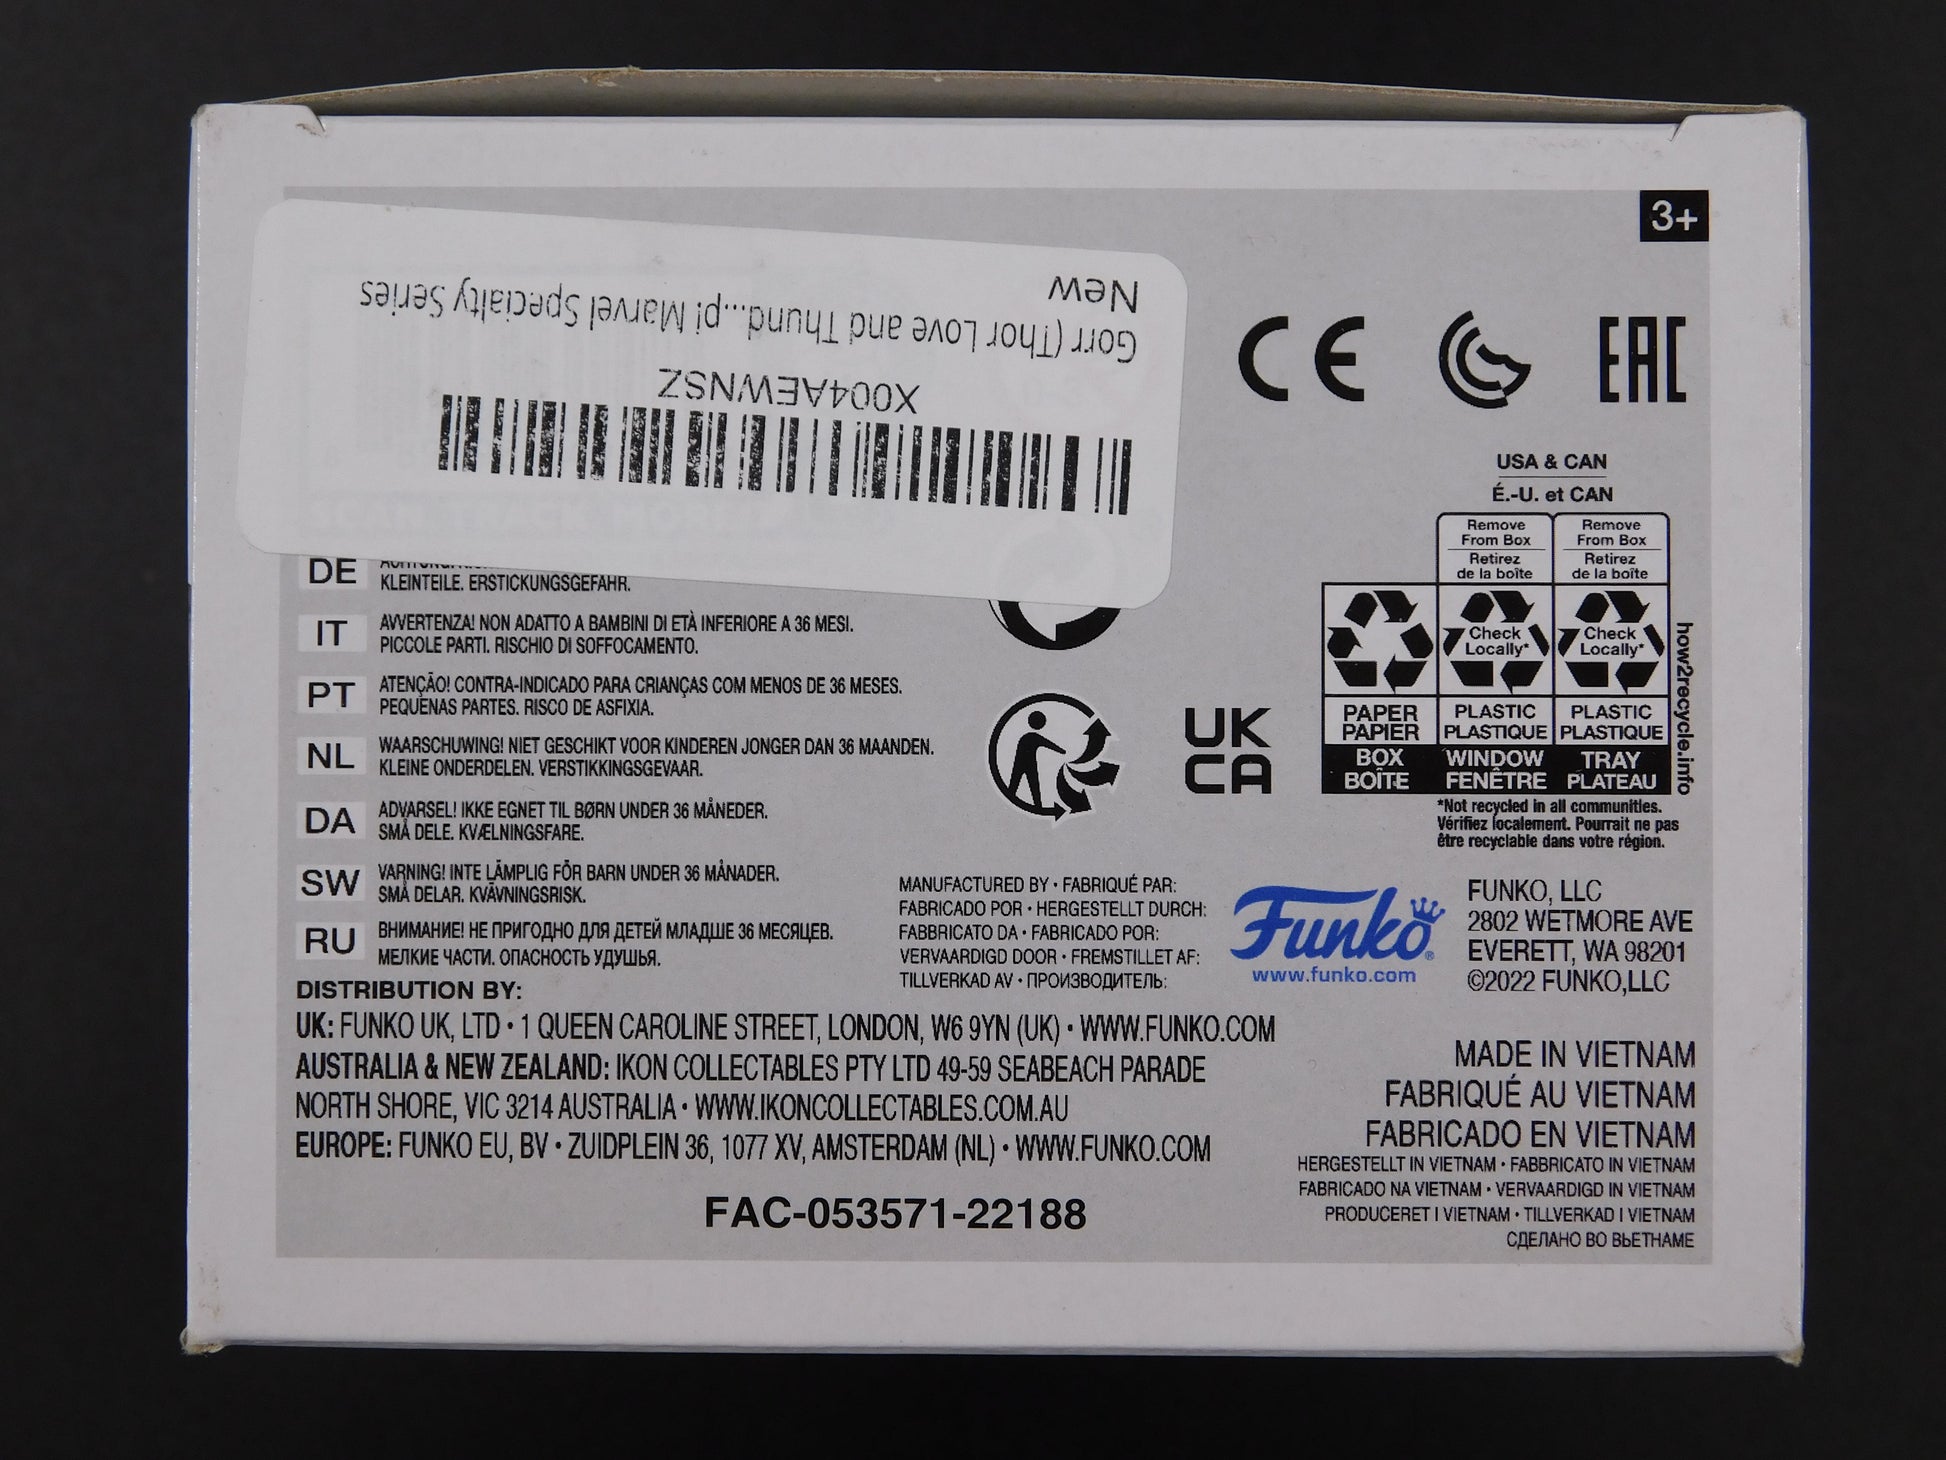 3+
X004AEWNSZ
Gorr (Thor Love and Thund...p! Marvel Specialty Series
New
USA & CAN
É.-U. et CAN
Remove
From Box
Retirez
de la boîte
Remove
From Box
Retirez
de la boîte
Check
Locally*
Check
Locally*
PAPER
PAPIER
BOX
BOÎTE
PLASTIC
PLASTIQUE
WINDOW
FENÊTRE
PLASTIC
PLASTIQUE
TRAY
PLATEAU
how2recycle.info
*Not recycled in all communities.
Vérifiez localement. Pourrait ne pas
être recyclable dans votre région.
DE
KLEINTEILE. ERSTICKUNGSGEFAHR.
IT AVVERTENZA! NON ADATTO A BAMBINI DI ETÀ INFERIORE A 36 MESI.
PICCOLE PARTI. RISCHIO DI SOFFOCAMENTO.
PT ATENÇÃO! CONTRA-INDICADO PARA CRIANÇAS COM MENOS DE 36 MESES.
PEQUENAS PARTES. RISCO DE ASFIXIA.
NL WAARSCHUWING! NIET GESCHIKT VOOR KINDEREN JONGER DAN 36 MAANDEN.
KLEINE ONDERDELEN. VERSTIKKINGSGEVAAR.
DA ADVARSEL! IKKE EGNET TIL BØRN UNDER 36 MÅNEDER.
SMÅ DELE. KVÆLNINGSFARE.
SW VARNING! INTE LÄMPLIG FÖR BARN UNDER 36 MÅNADER.
SMÅ DELAR. KVÄVNINGSRISK.
RU ВНИМАНИЕ! НЕ ПРИГОДНО ДЛЯ ДЕТЕЙ МЛАДШЕ 36 МЕСЯЦЕВ.
МЕЛКИЕ ЧАСТИ. ОПАСНОСТЬ УДУШЬЯ.
CE
EAC
UK
CA
MANUFACTURED BY • FABRIQUÉ PAR:
FABRICADO POR • HERGESTELLT DURCH:
FABBRICATO DA • FABRICADO POR:
VERVAARDIGD DOOR • FREMSTILLET AF:
TILLVERKAD AV • ПРОИЗВОДИТЕЛЬ:
Funko®
www.funko.com
FUNKO, LLC
2802 WETMORE AVE
EVERETT, WA 98201
©2022 FUNKO,LLC
DISTRIBUTION BY:
UK: FUNKO UK, LTD • 1 QUEEN CAROLINE STREET, LONDON, W6 9YN (UK) • WWW.FUNKO.COM
AUSTRALIA & NEW ZEALAND: IKON COLLECTABLES PTY LTD 49-59 SEABEACH PARADE
NORTH SHORE, VIC 3214 AUSTRALIA • WWW.IKONCOLLECTABLES.COM.AU
EUROPE: FUNKO EU, BV • ZUIDPLEIN 36, 1077 XV, AMSTERDAM (NL) • WWW.FUNKO.COM
FAC-053571-22188
MADE IN VIETNAM
FABRIQUÉ AU VIETNAM
FABRICADO EN VIETNAM
HERGESTELLT IN VIETNAM • FABBRICATO IN VIETNAM
FABRICADO NA VIETNAM • VERVAARDIGD IN VIETNAM
PRODUCERET I VIETNAM • TILLVERKAD I VIETNAM
СДЕЛАНО ВО ВЬЕТНАМЕ